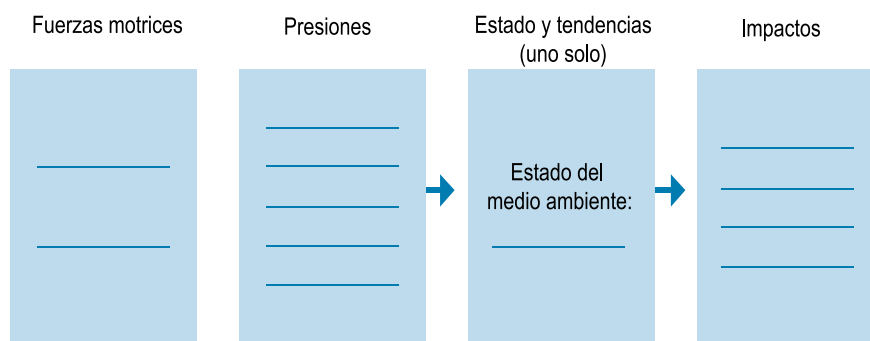 Fuerzas motrices
Presiones
Estado y tendencias
(uno solo)
Impactos
Estado del
medio ambiente: